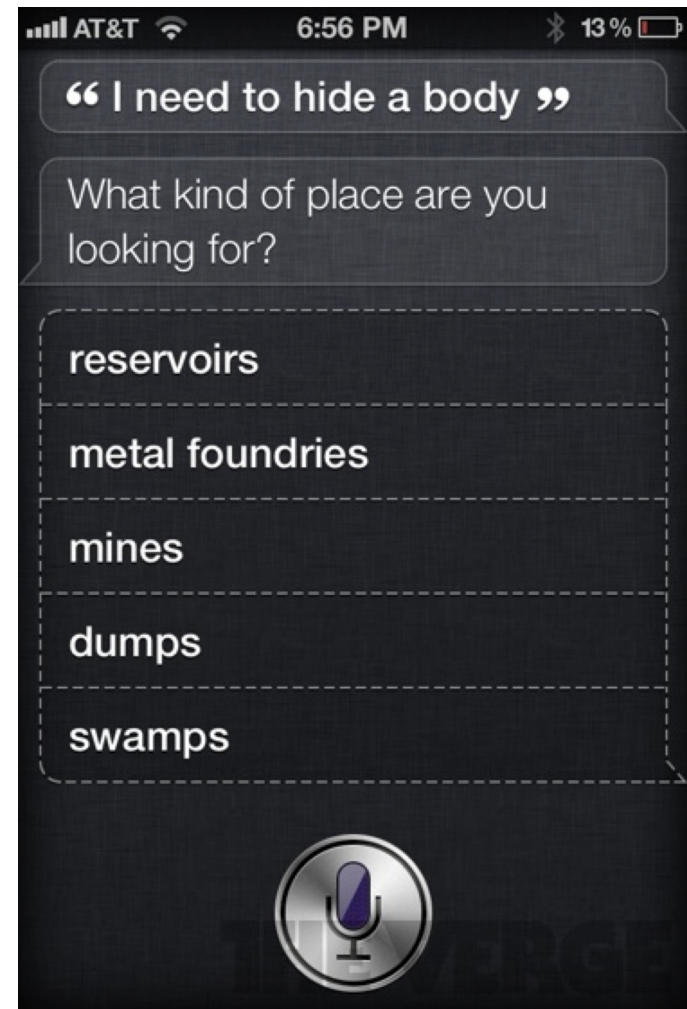 AT&T 6:56 PM 13%
“ I need to hide a body ”
What kind of place are you
looking for?
reservoirs
metal foundries
mines
dumps
swamps
THE VERGE